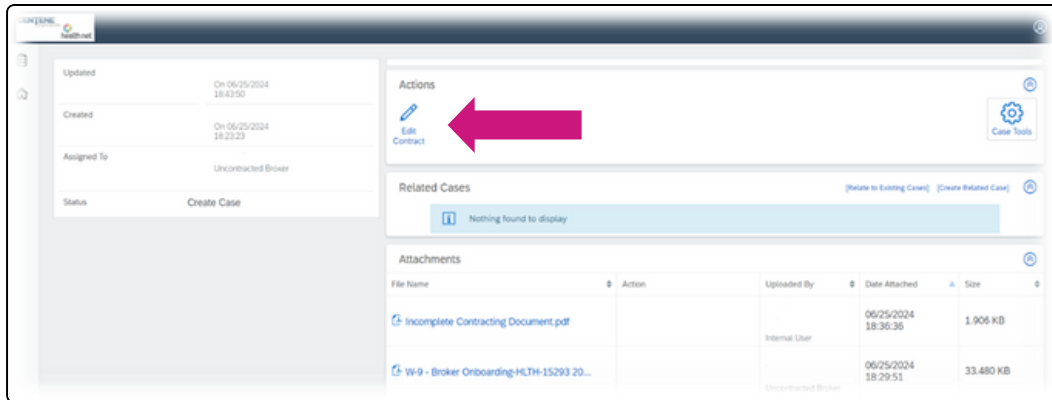 CENTENE
health net
Updated
On 06/25/2024
18:43:50
Created
On 06/25/2024
18:23:23
Assigned To
Uncontracted Broker
Status Create Case
Actions
Edit
Contract
Case Tools
Related Cases [Relate to Existing Cases] [Create Related Case]
Nothing found to display
Attachments
File Name Action Uploaded By Date Attached Size
Incomplete Contracting Document.pdf
Internal User
06/25/2024
18:36:36
1.906 KB
W-9 - Broker Onboarding-HLTH-15293 20...
Uncontracted Broker
06/25/2024
18:29:51
33.480 KB